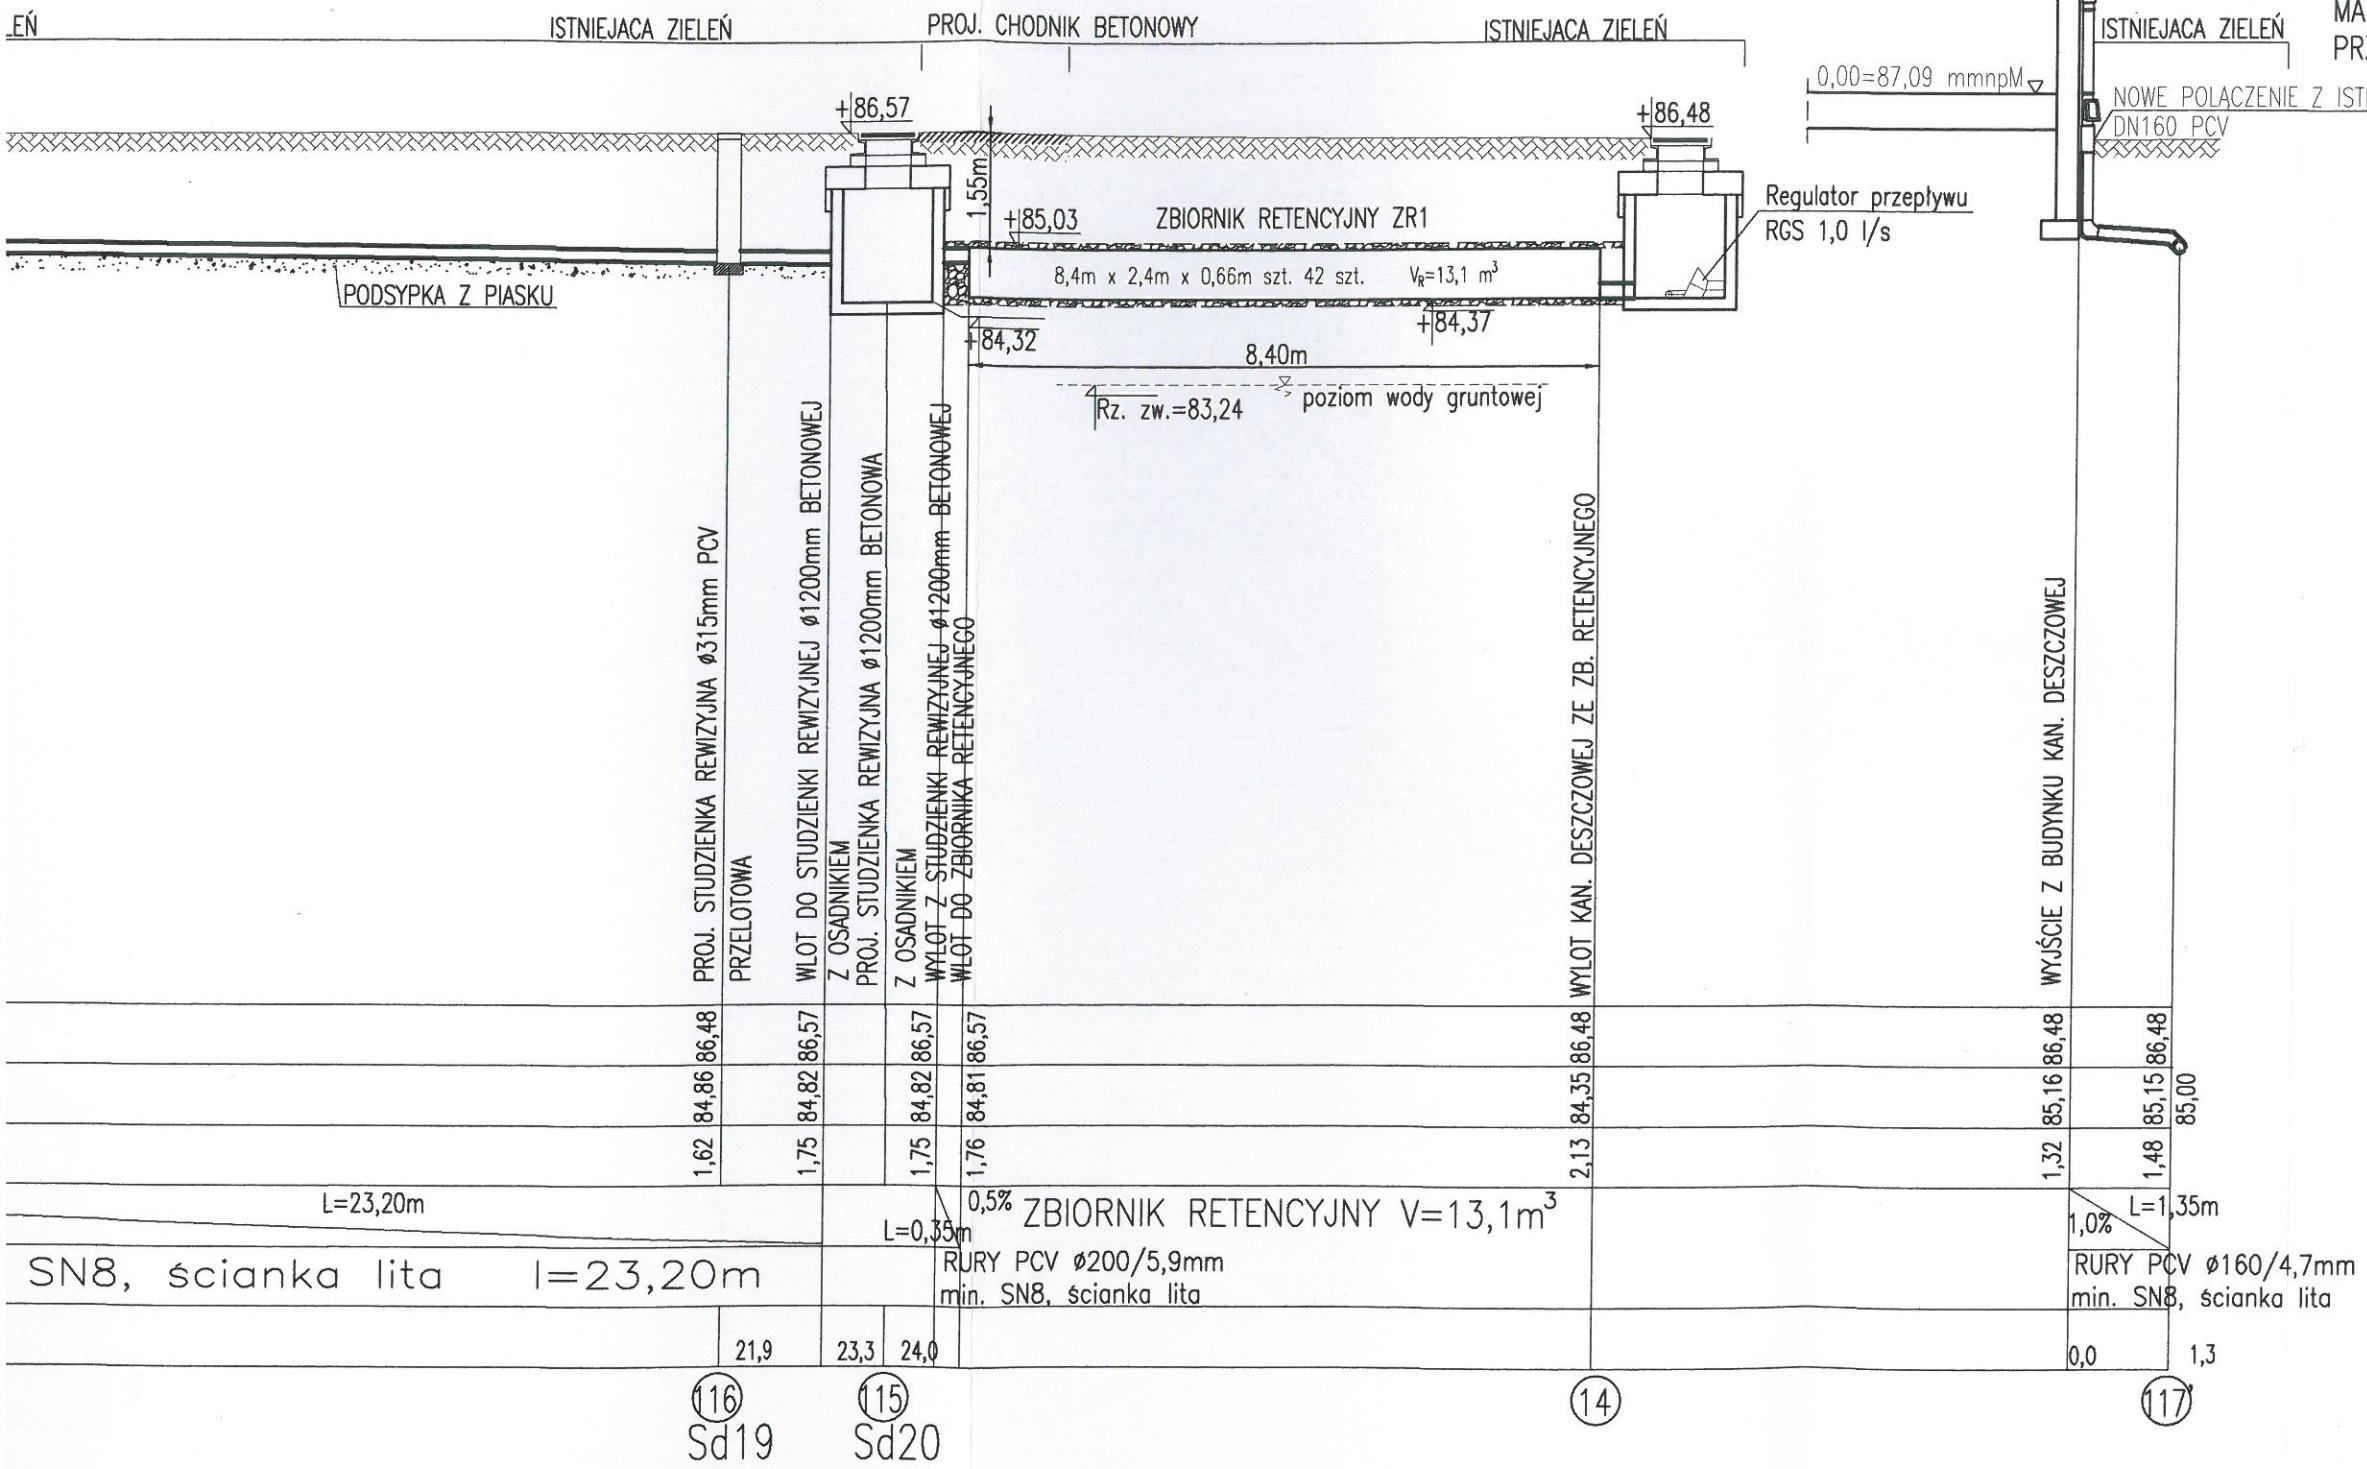 ISTNIEJACA ZIELEŃ
PROJ. CHODNIK BETONOWY
ISTNIEJACA ZIELEŃ
ISTNIEJACA ZIELEŃ
0,00=87,09 mmnpM
NOWE POLĄCZENIE Z
DN160 PCV
+86,57
+86,48
1,55m
+85,03
ZBIORNIK RETENCYJNY ZR1
Regulator przepływu
RGS 1,0 l/s
8,4m x 2,4m x 0,66m szt. 42 szt. VR=13,1 m³
PODSYPKA Z PIASKU
+84,32
+84,37
8,40m
Rz. zw.=83,24
poziom wody gruntowej
PROJ. STUDZIENKA REWIZYJNA ø315mm PCV
PRZELOTOWA
WLOT DO STUDZIENKI REWIZYJNEJ ø1200mm BETONOWEJ
Z OSADNIKIEM
PROJ. STUDZIENKA REWIZYJNA ø1200mm BETONOWA
Z OSADNIKIEM
WYLOT Z STUDZIENKI REWIZYJNEJ ø1200mm BETONOWEJ
WLOT DO ZBIORNIKA RETENCYJNEGO
WYLOT KAN. DESZCZOWEJ ZE ZB. RETENCYJNEGO
WYJŚCIE Z BUDYNKU KAN. DESZCZOWEJ
86,48
86,57
86,57
86,57
86,48
86,48
86,48
84,86
84,82
84,82
84,81
84,35
85,16
85,15
85,00
1,62
1,75
1,75
1,76
2,13
1,32
1,48
L=23,20m
L=0,35m
0,5%
ZBIORNIK RETENCYJNY V=13,1m³
1,0%
L=1,35m
SN8, ścianka lita l=23,20m
RURY PCV ø200/5,9mm
min. SN8, ścianka lita
RURY PCV ø160/4,7mm
min. SN8, ścianka lita
21,9
23,3
24,0
0,0
1,3
116
115
14
117'
Sd19
Sd20